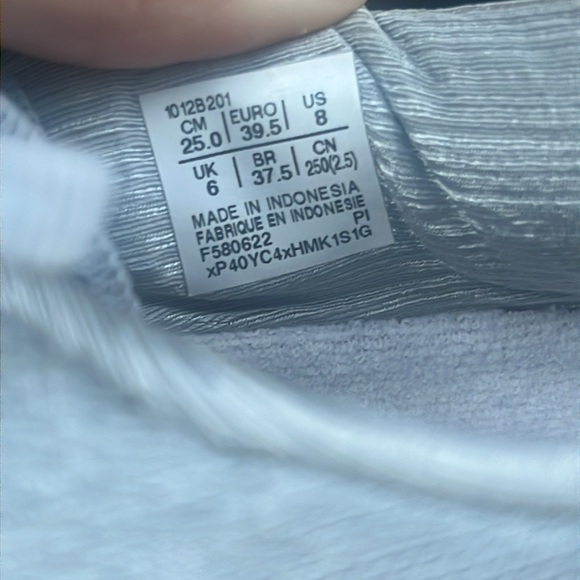 1012B201
CM 25.0 EURO 39.5 US 8
UK 6 BR 37.5 CN 250(2.5)
MADE IN INDONESIA
FABRIQUE EN INDONESIE
F580622 PI
xP40YC4xHMK1S1G